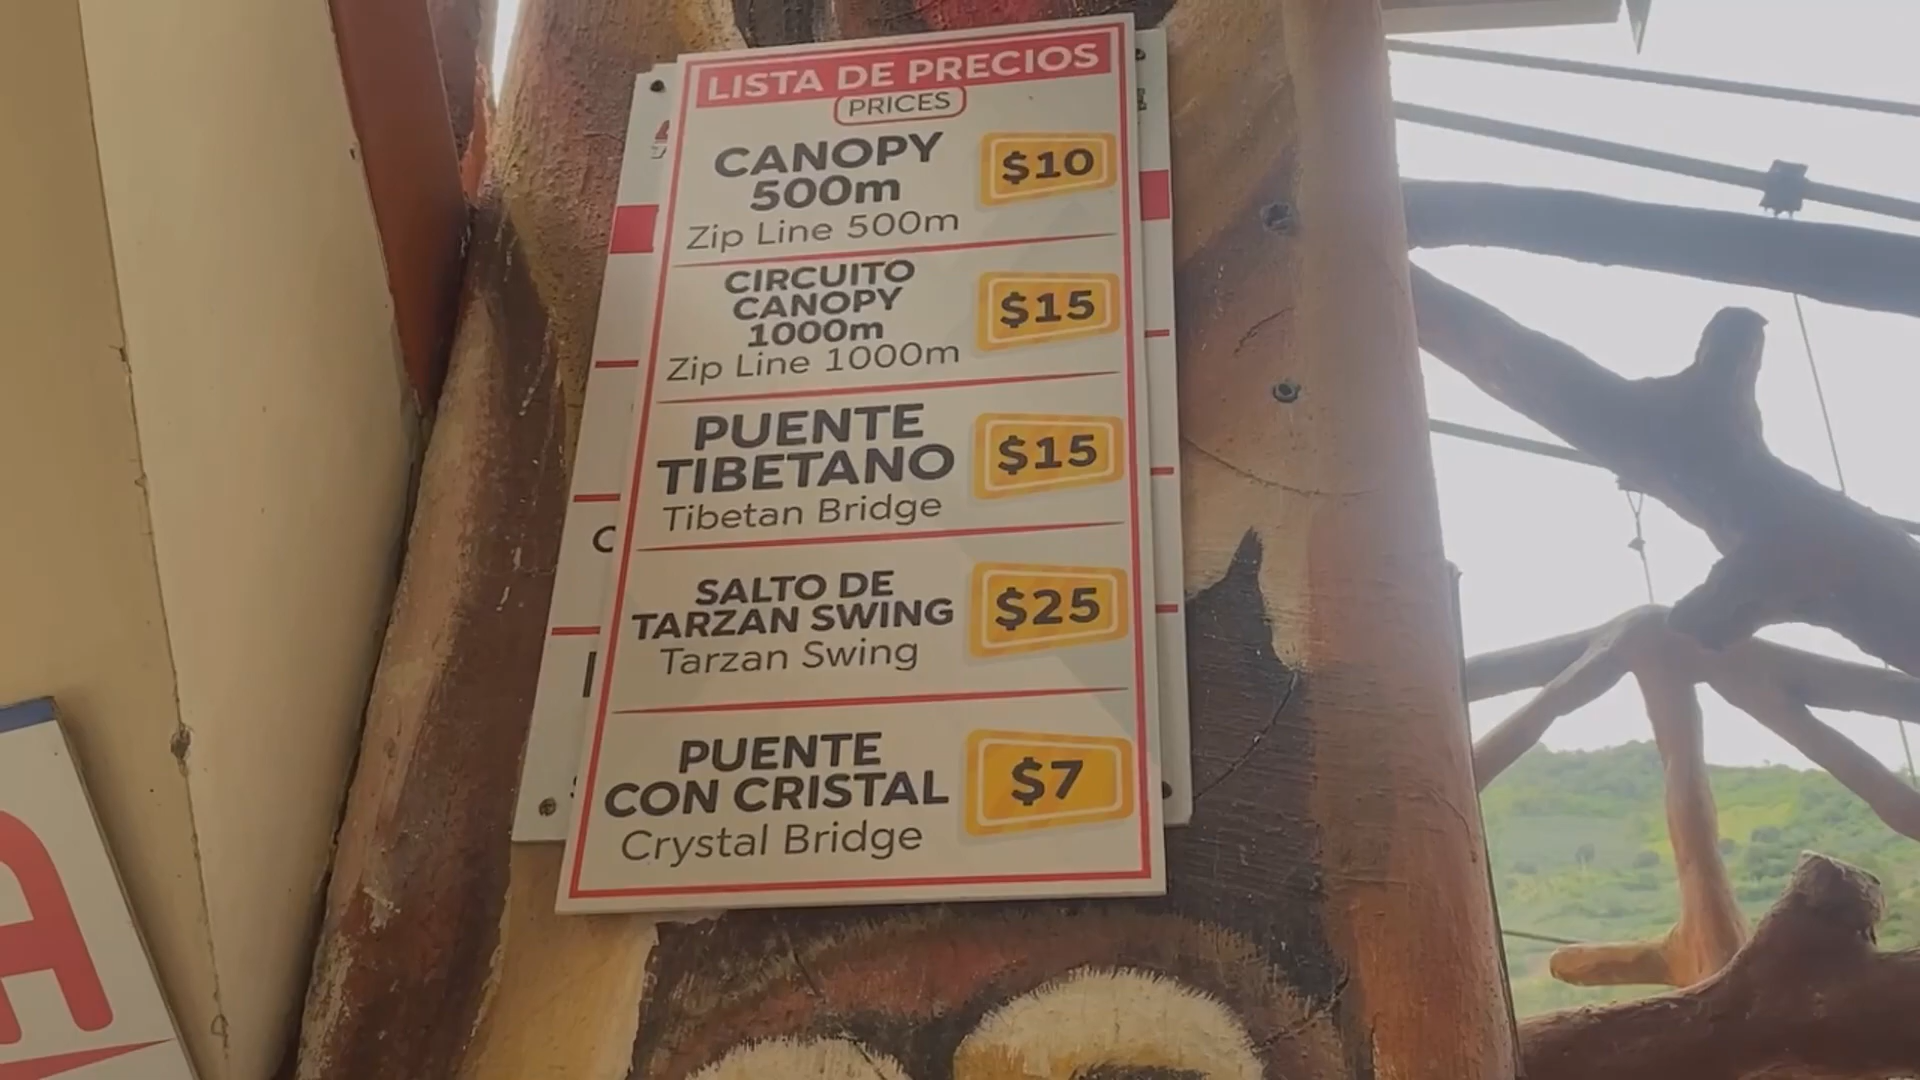 LISTA DE PRECIOS
PRICES
CANOPY
500m
Zip Line 500m
$10
CIRCUITO
CANOPY
1000m
Zip Line 1000m
$15
PUENTE
TIBETANO
Tibetan Bridge
$15
SALTO DE
TARZAN SWING
Tarzan Swing
$25
PUENTE
CON CRISTAL
Crystal Bridge
$7